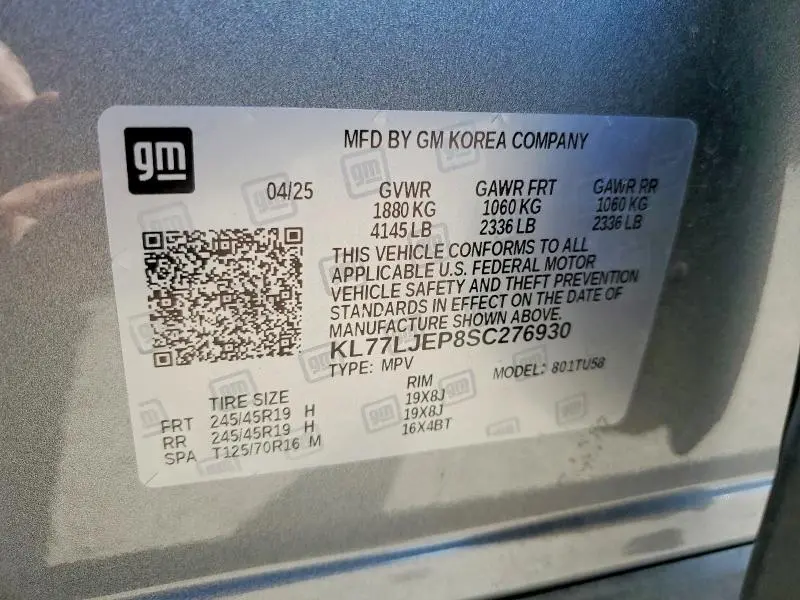 gm
MFD BY GM KOREA COMPANY
04/25 GVWR GAWR FRT GAWR RR
1880 KG 1060 KG 1060 KG
4145 LB 2336 LB 2336 LB
THIS VEHICLE CONFORMS TO ALL
APPLICABLE U.S. FEDERAL MOTOR
VEHICLE SAFETY AND THEFT PREVENTION
STANDARDS IN EFFECT ON THE DATE OF
MANUFACTURE SHOWN ABOVE.
KL77LJEP8SC276930
TYPE: MPV MODEL: 801TU58
TIRE SIZE RIM
FRT 245/45R19 H 19X8J
RR 245/45R19 H 19X8J
SPA T125/70R16 M 16X4BT